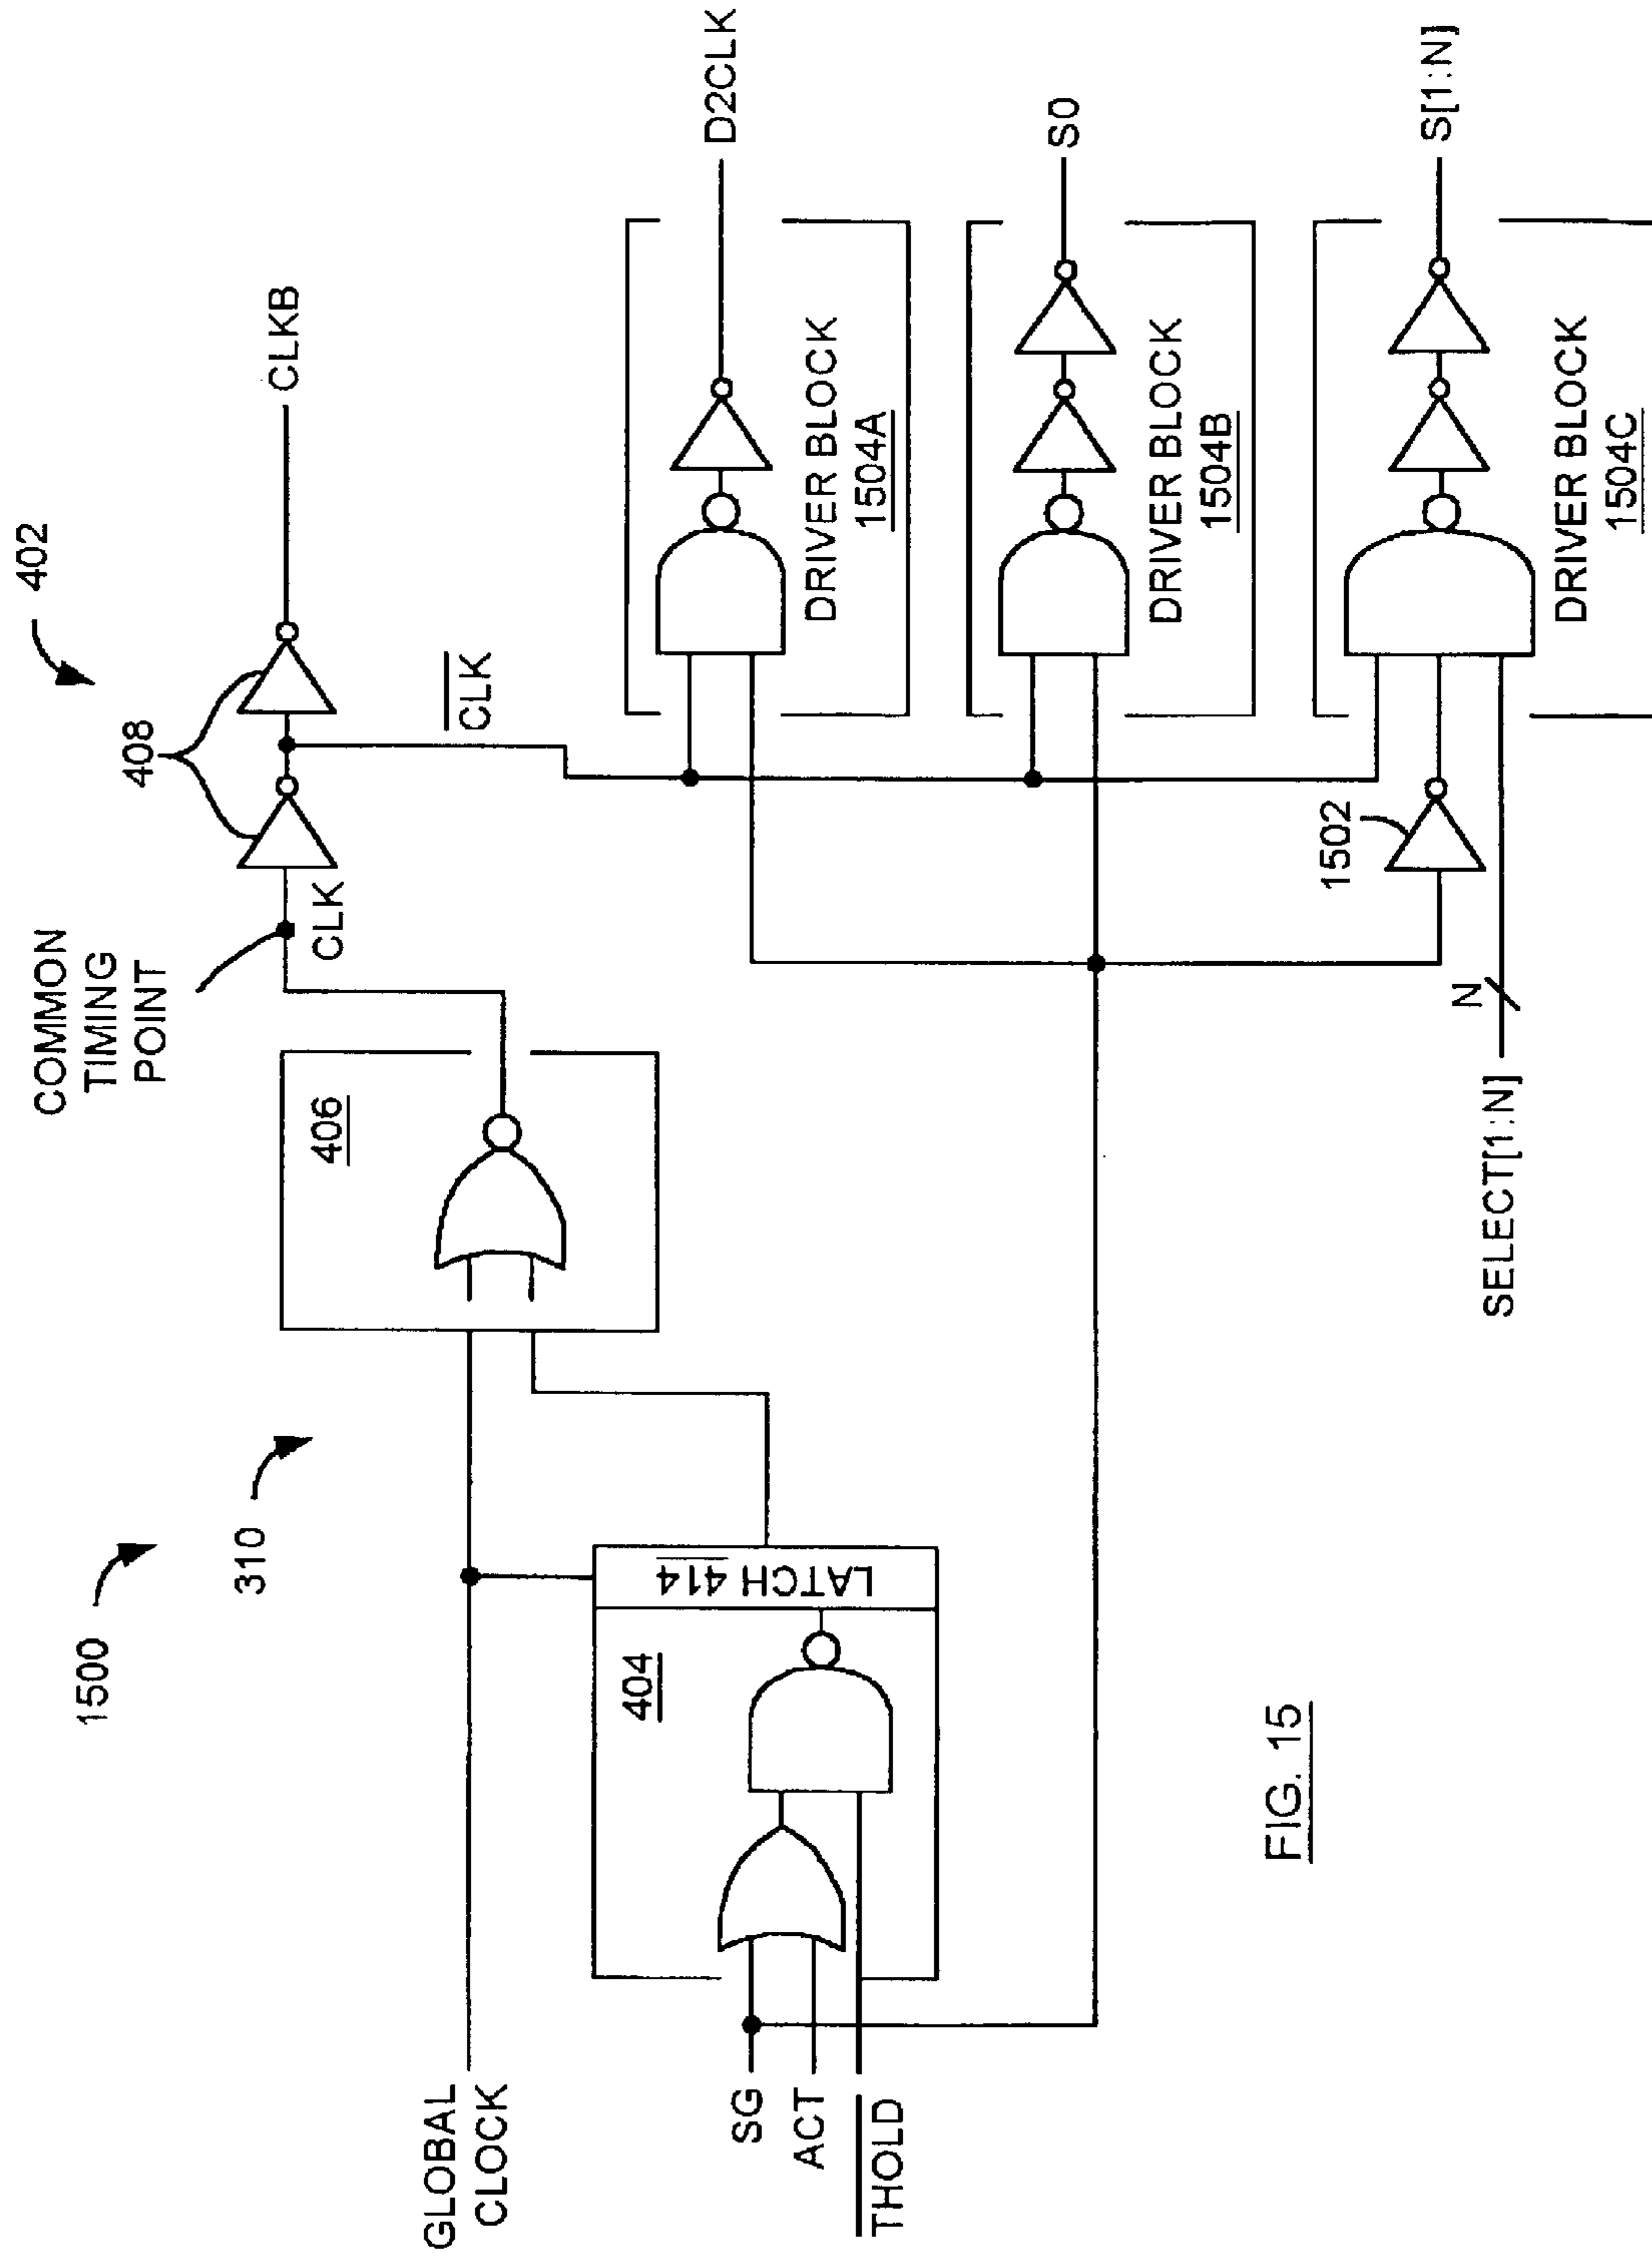 1500
310
402
COMMON
TIMING
POINT
408
CLK
CLKB
CLK
406
GLOBAL
CLOCK
404
LATCH 414
SG
ACT
THOLD
D2CLK
DRIVER BLOCK
1504A
S0
DRIVER BLOCK
1504B
1502
N
SELECT[1:N]
S[1:N]
DRIVER BLOCK
1504C
FIG. 15